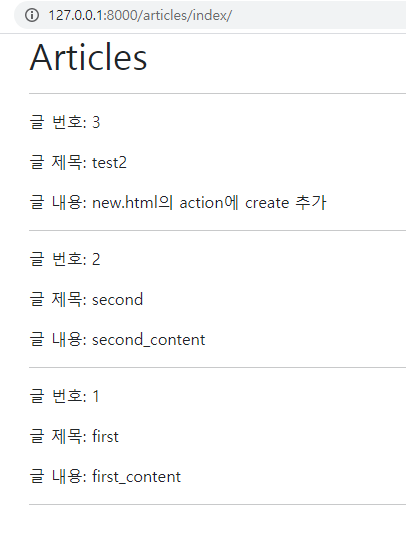 127.0.0.1:8000/articles/index/
Articles
글 번호: 3
글 제목: test2
글 내용: new.html의 action에 create 추가
글 번호: 2
글 제목: second
글 내용: second_content
글 번호: 1
글 제목: first
글 내용: first_content